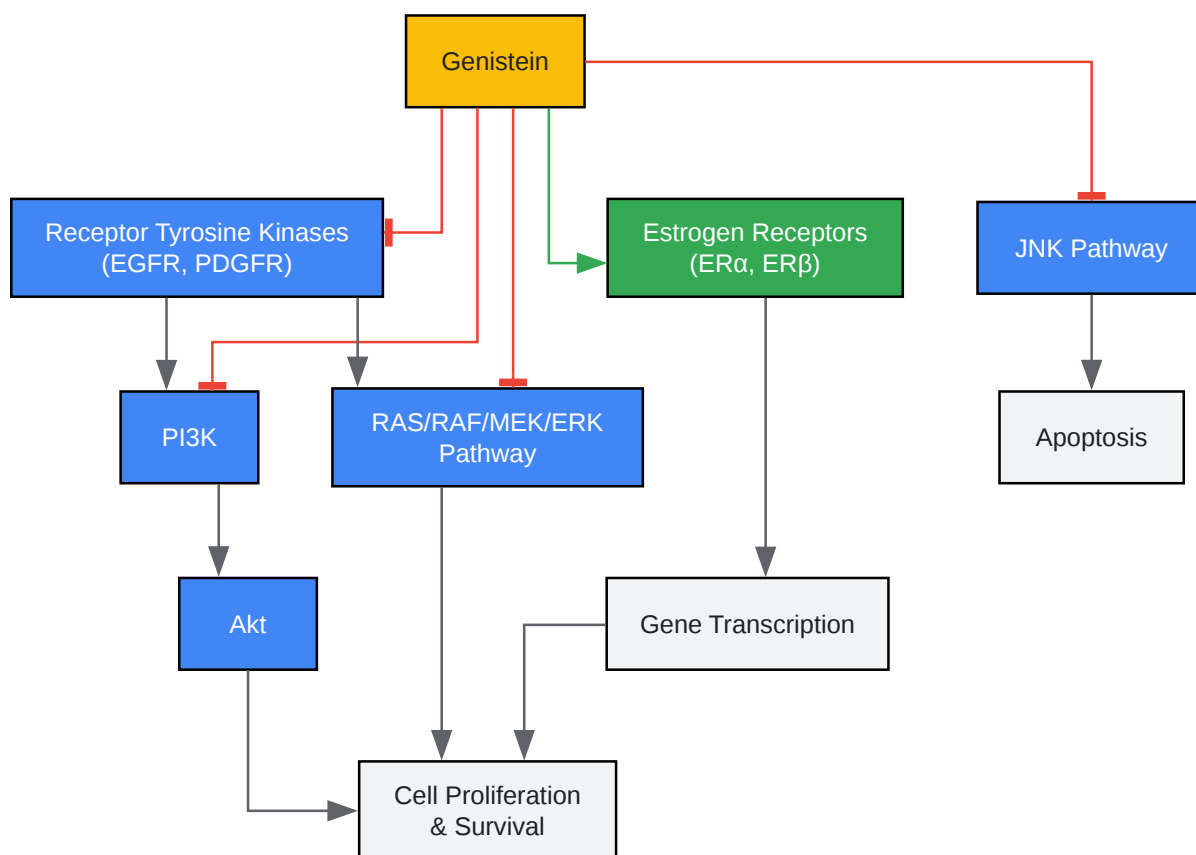 Genistein
Receptor Tyrosine Kinases
(EGFR, PDGFR)
Estrogen Receptors
(ERα, ERβ)
JNK Pathway
PI3K
RAS/RAF/MEK/ERK
Pathway
Apoptosis
Akt
Gene Transcription
Cell Proliferation
& Survival